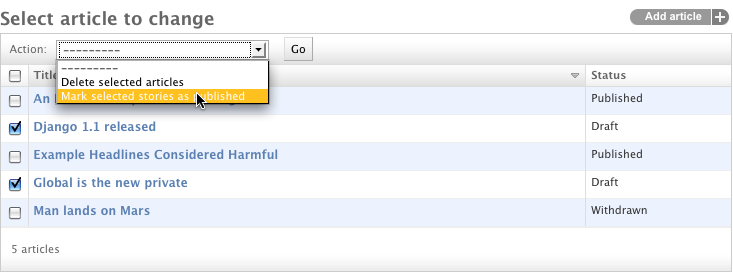 Select article to change
Add article +
Action: --------- Go
---------
Delete selected articles
Mark selected stories as published
Status
An Published
Django 1.1 released Draft
Example Headlines Considered Harmful Published
Global is the new private Draft
Man lands on Mars Withdrawn
5 articles